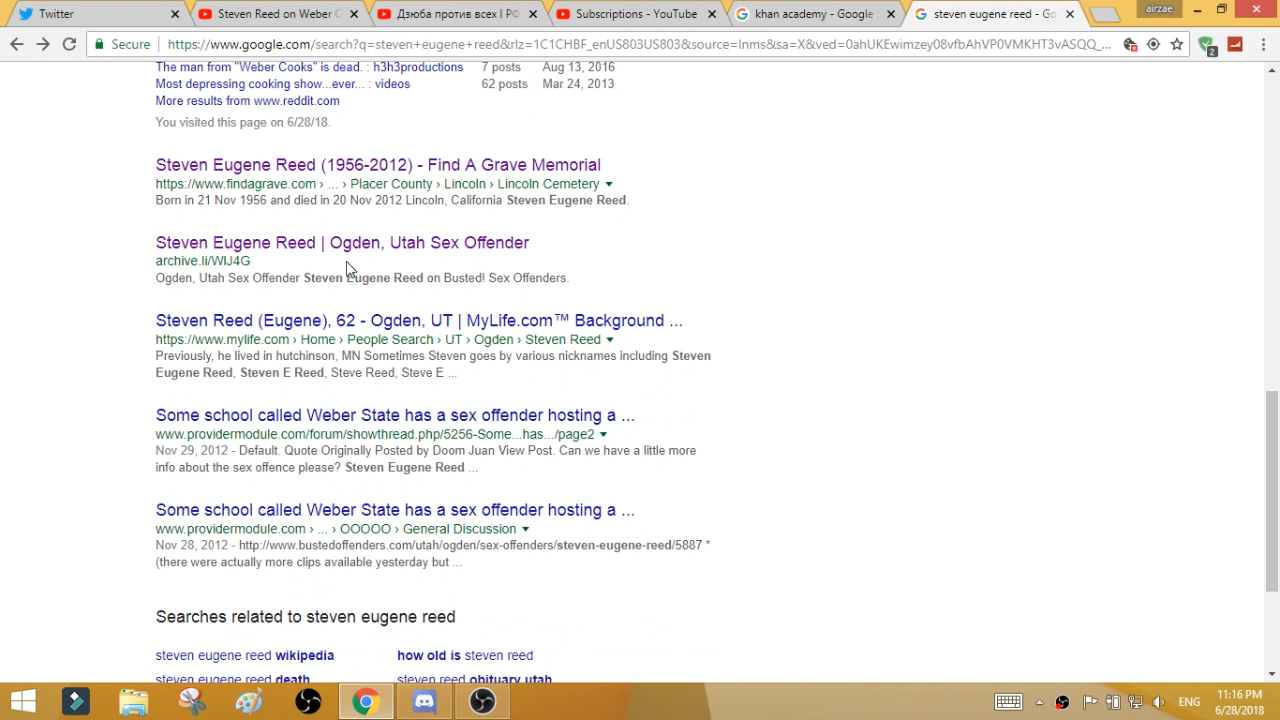 airzae
Twitter
Steven Reed on Weber C
Дзюба против всех l РФ
Subscriptions - YouTube
khan academy - Google S
steven eugene reed - Go
Secure
https://www.google.com/search?q=steven+eugene+reed&rlz=1C1CHBF_enUS803US803&source=lnms&sa=X&ved=0ahUKEwimzey08vfbAhVP0VMKHT3vASQQ_...
2
The man from "Weber Cooks" is dead. : h3h3productions 7 posts Aug 13, 2016
Most depressing cooking show...ever... : videos 62 posts Mar 24, 2013
More results from www.reddit.com
You visited this page on 6/28/18.
Steven Eugene Reed (1956-2012) - Find A Grave Memorial
https://www.findagrave.com › ... › Placer County › Lincoln › Lincoln Cemetery
Born in 21 Nov 1956 and died in 20 Nov 2012 Lincoln, California Steven Eugene Reed.
Steven Eugene Reed | Ogden, Utah Sex Offender
archive.li/WIJ4G
Ogden, Utah Sex Offender Steven Eugene Reed on Busted! Sex Offenders.
Steven Reed (Eugene), 62 - Ogden, UT | MyLife.com™ Background ...
https://www.mylife.com › Home › People Search › UT › Ogden › Steven Reed
Previously, he lived in hutchinson, MN Sometimes Steven goes by various nicknames including Steven
Eugene Reed, Steven E Reed, Steve Reed, Steve E ...
Some school called Weber State has a sex offender hosting a ...
www.providermodule.com/forum/showthread.php/5256-Some...has.../page2
Nov 29, 2012 - Default. Quote Originally Posted by Doom Juan View Post. Can we have a little more
info about the sex offence please? Steven Eugene Reed ...
Some school called Weber State has a sex offender hosting a ...
www.providermodule.com › ... › OOOOO › General Discussion
Nov 28, 2012 - http://www.bustedoffenders.com/utah/ogden/sex-offenders/steven-eugene-reed/5887 *
(there were actually more clips available yesterday but ...
Searches related to steven eugene reed
steven eugene reed wikipedia
how old is steven reed
steven eugene reed death
steven reed obituary utah
ENG
11:16 PM
6/28/2018